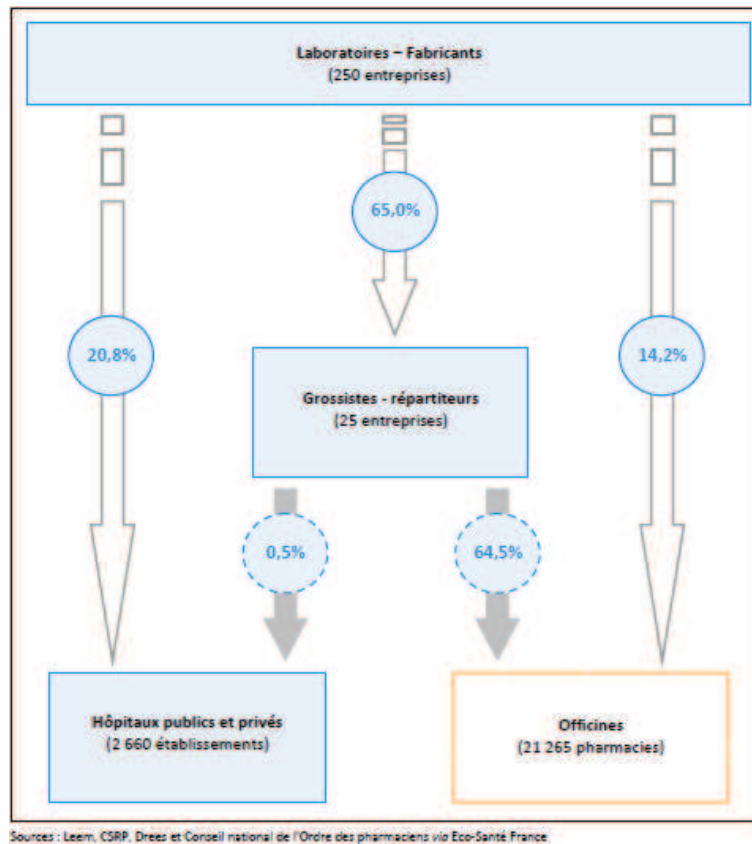 Laboratoires – Fabricants
(250 entreprises)
65,0%
20,8%
14,2%
Grossistes - répartiteurs
(25 entreprises)
0,5%
64,5%
Hôpitaux publics et privés
(2 660 établissements)
Officines
(21 265 pharmacies)
Sources : Leem, CSRP, Drees et Conseil national de l'Ordre des pharmaciens via Eco-Santé France